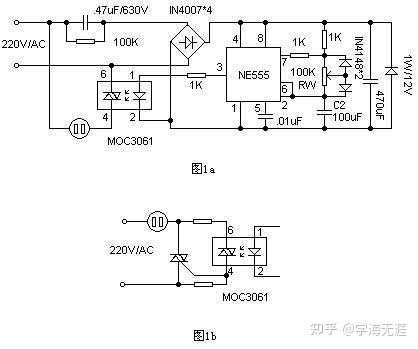 .47uF/630V
IN4007*4
220V/AC
100K
4
8
1K
1K
7
IN4148*2
1W/12V
NE555
6
1
3
1K
100K
RW
6
2
470uF
4
2
5
C2
100uF
.01uF
MOC3061
图1a
220V/AC
6
1
4
2
MOC3061
图1b
知乎 @学海无涯